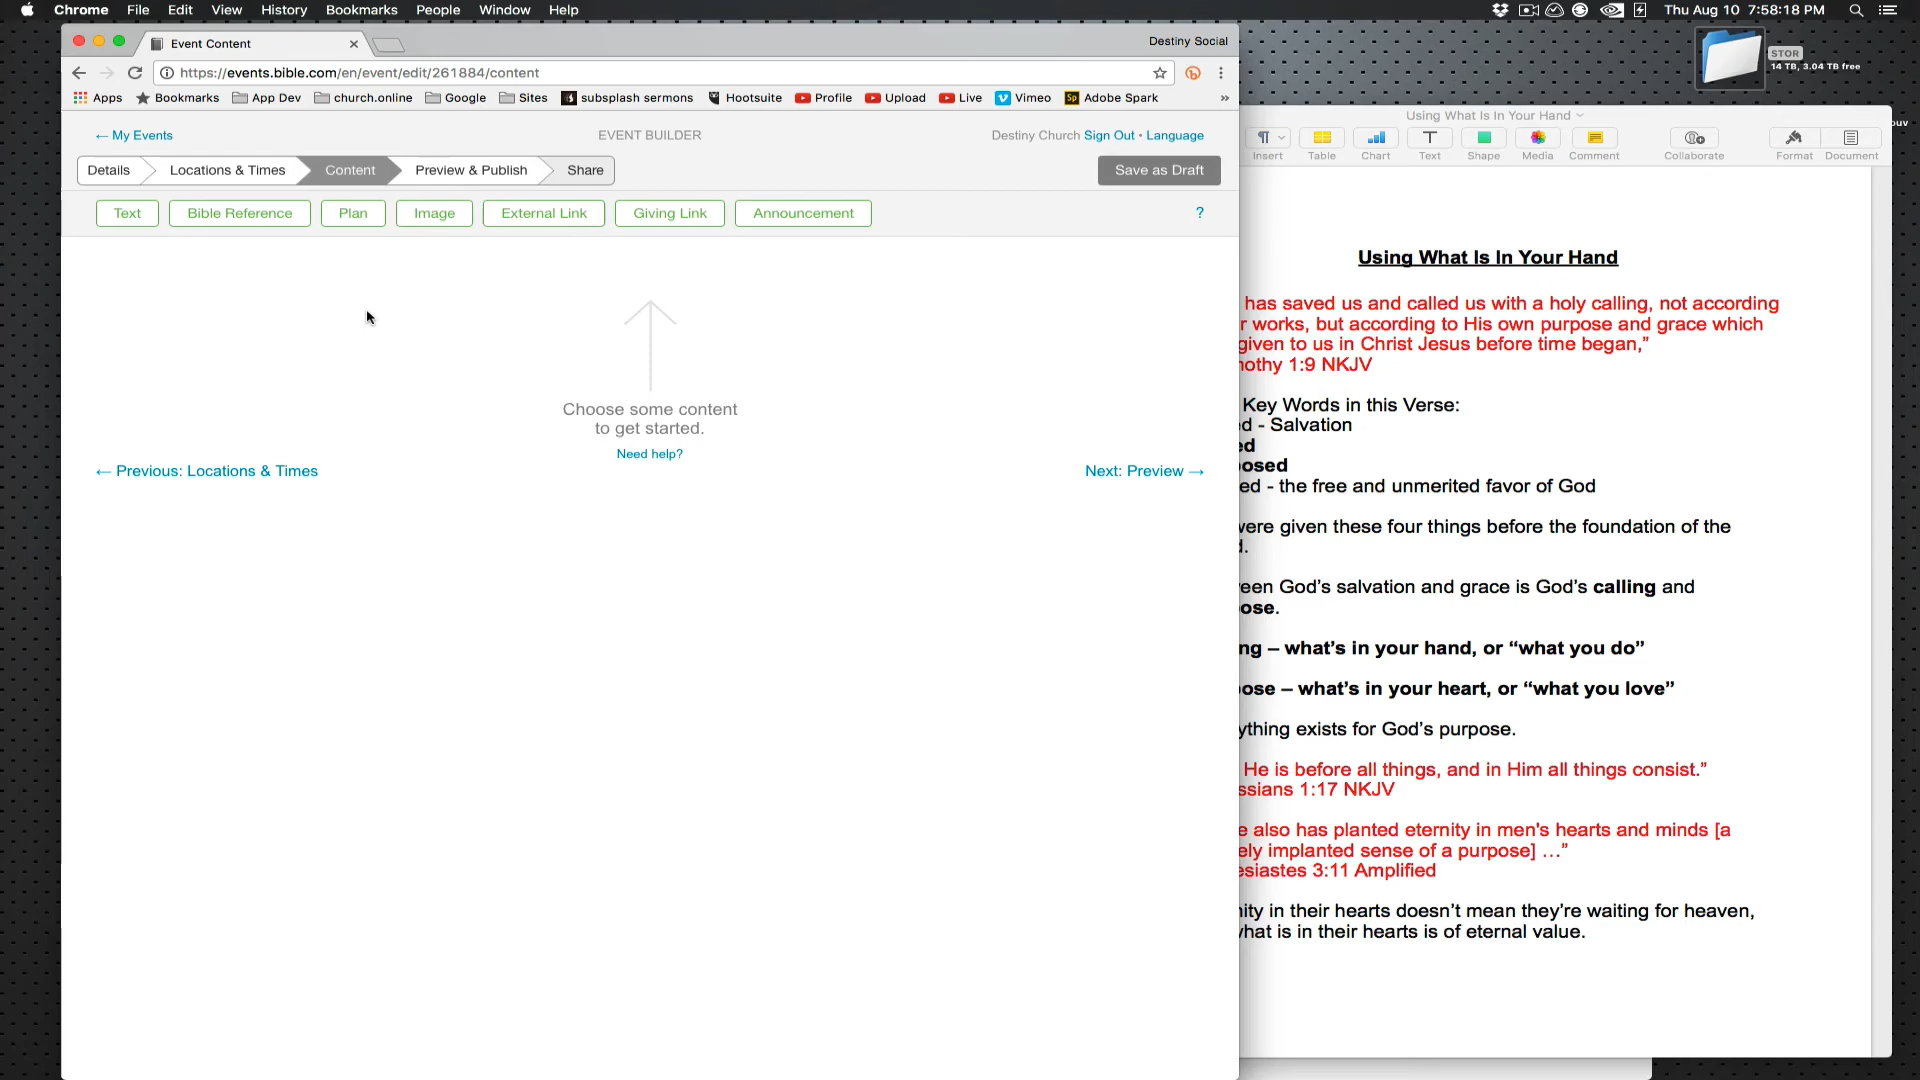 Chrome File Edit View History Bookmarks People Window Help
Thu Aug 10 7:58:18 PM
Event Content
Destiny Social
https://events.bible.com/en/event/edit/261884/content
Apps Bookmarks App Dev church.online Google Sites subsplash sermons Hootsuite Profile Upload Live Vimeo Adobe Spark »
← My Events
EVENT BUILDER
Destiny Church Sign Out • Language
Details Locations & Times Content Preview & Publish Share
Save as Draft
Text Bible Reference Plan Image External Link Giving Link Announcement ?
Choose some content
to get started.
Need help?
← Previous: Locations & Times
Next: Preview →
STOR
14 TB, 3.04 TB free
ouv
Using What Is In Your Hand
Insert Table Chart Text Shape Media Comment Collaborate Format Document
Using What Is In Your Hand
has saved us and called us with a holy calling, not according
r works, but according to His own purpose and grace which
given to us in Christ Jesus before time began,”
nothy 1:9 NKJV
Key Words in this Verse:
ed - Salvation
ed
posed
ed - the free and unmerited favor of God
were given these four things before the foundation of the
d.
een God’s salvation and grace is God’s calling and
ose.
ng – what’s in your hand, or “what you do”
ose – what’s in your heart, or “what you love”
ything exists for God’s purpose.
He is before all things, and in Him all things consist.”
ssians 1:17 NKJV
e also has planted eternity in men's hearts and minds [a
ely implanted sense of a purpose] …”
esiastes 3:11 Amplified
nity in their hearts doesn’t mean they’re waiting for heaven,
what is in their hearts is of eternal value.